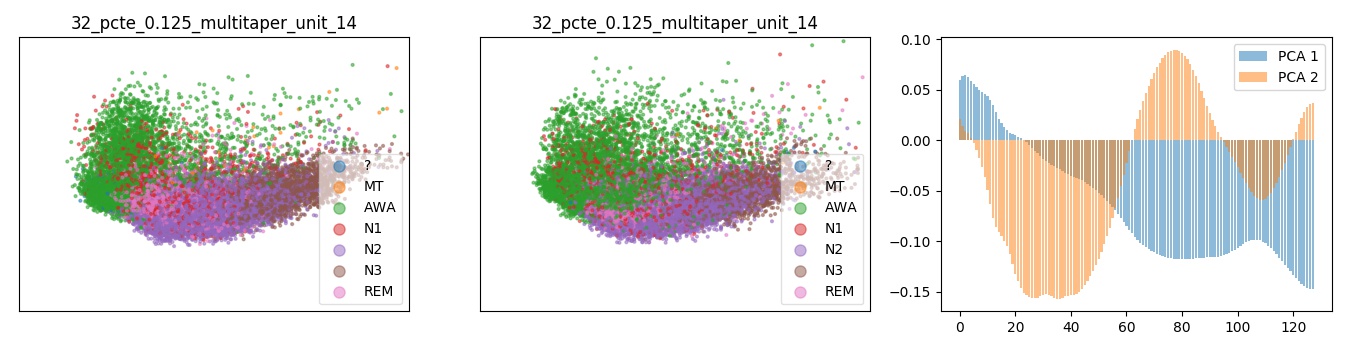 32_pcte_0.125_multitaper_unit_14
?
MT
AWA
N1
N2
N3
REM
32_pcte_0.125_multitaper_unit_14
?
MT
AWA
N1
N2
N3
REM
PCA 1
PCA 2
0.10
0.05
0.00
−0.05
−0.10
−0.15
0 20 40 60 80 100 120